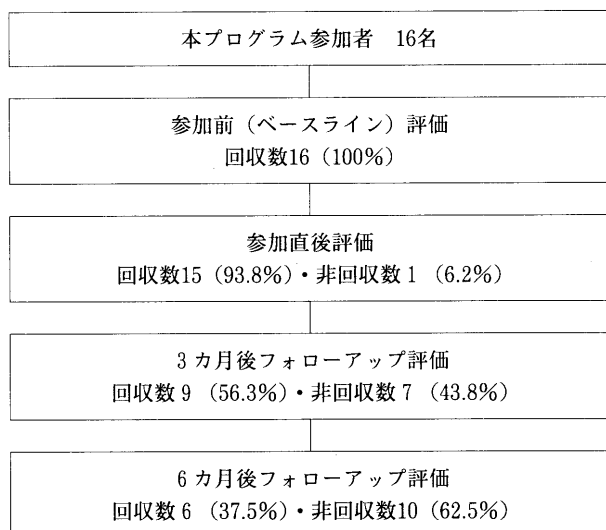 本プログラム参加者　16名
参加前（ベースライン）評価
回収数16（100%）
参加直後評価
回収数15（93.8%）・非回収数1（6.2%）
3カ月後フォローアップ評価
回収数9（56.3%）・非回収数7（43.8%）
6カ月後フォローアップ評価
回収数6（37.5%）・非回収数10（62.5%）